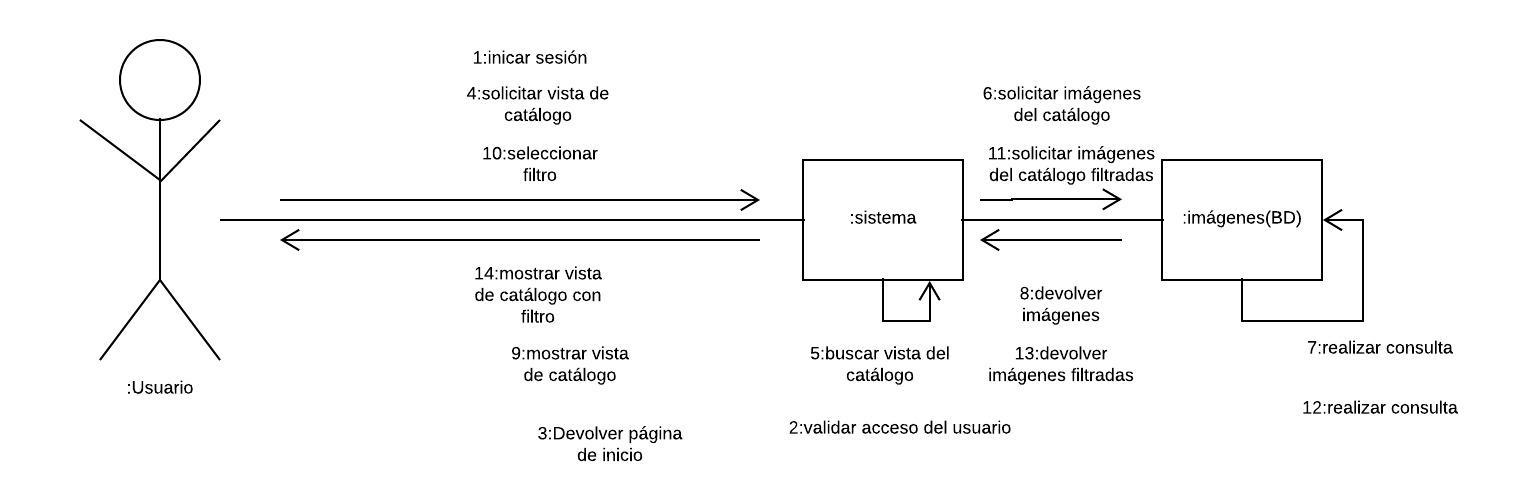 1:inicar sesión
4:solicitar vista de
catálogo
10:seleccionar
filtro
6:solicitar imágenes
del catálogo
11:solicitar imágenes
del catálogo filtradas
:sistema
:imágenes(BD)
14:mostrar vista
de catálogo con
filtro
9:mostrar vista
de catálogo
3:Devolver página
de inicio
:Usuario
5:buscar vista del
catálogo
2:validar acceso del usuario
8:devolver
imágenes
13:devolver
imágenes filtradas
7:realizar consulta
12:realizar consulta